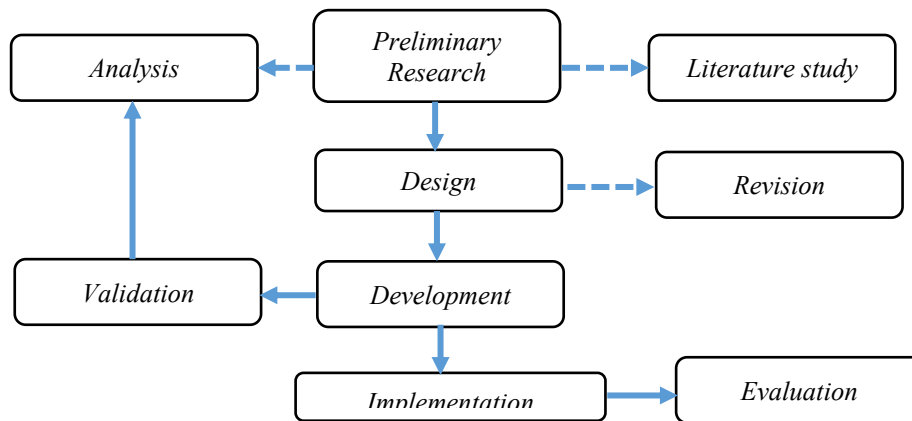 Preliminary
Research
Analysis
Literature study
Design
Revision
Validation
Development
Implementation
Evaluation